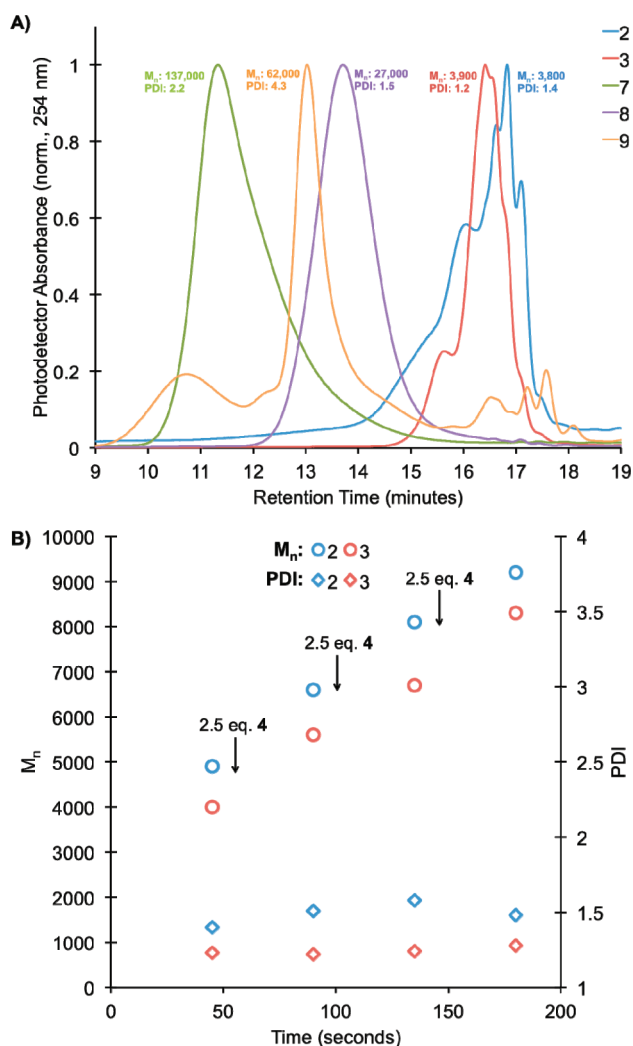 A)
2
3
7
8
9
Mn: 137,000
PDI: 2.2
Mn: 62,000
PDI: 4.3
Mn: 27,000
PDI: 1.5
Mn: 3,900
PDI: 1.2
Mn: 3,800
PDI: 1.4
Photodetector Absorbance (norm., 254 nm)
1
0.8
0.6
0.4
0.2
0
9 10 11 12 13 14 15 16 17 18 19
Retention Time (minutes)
B)
Mn: 2 3
PDI: 2 3
2.5 eq. 4
2.5 eq. 4
2.5 eq. 4
Mn
10000
9000
8000
7000
6000
5000
4000
3000
2000
1000
0
4
3.5
3
2.5
2
1.5
1
PDI
0 50 100 150 200
Time (seconds)